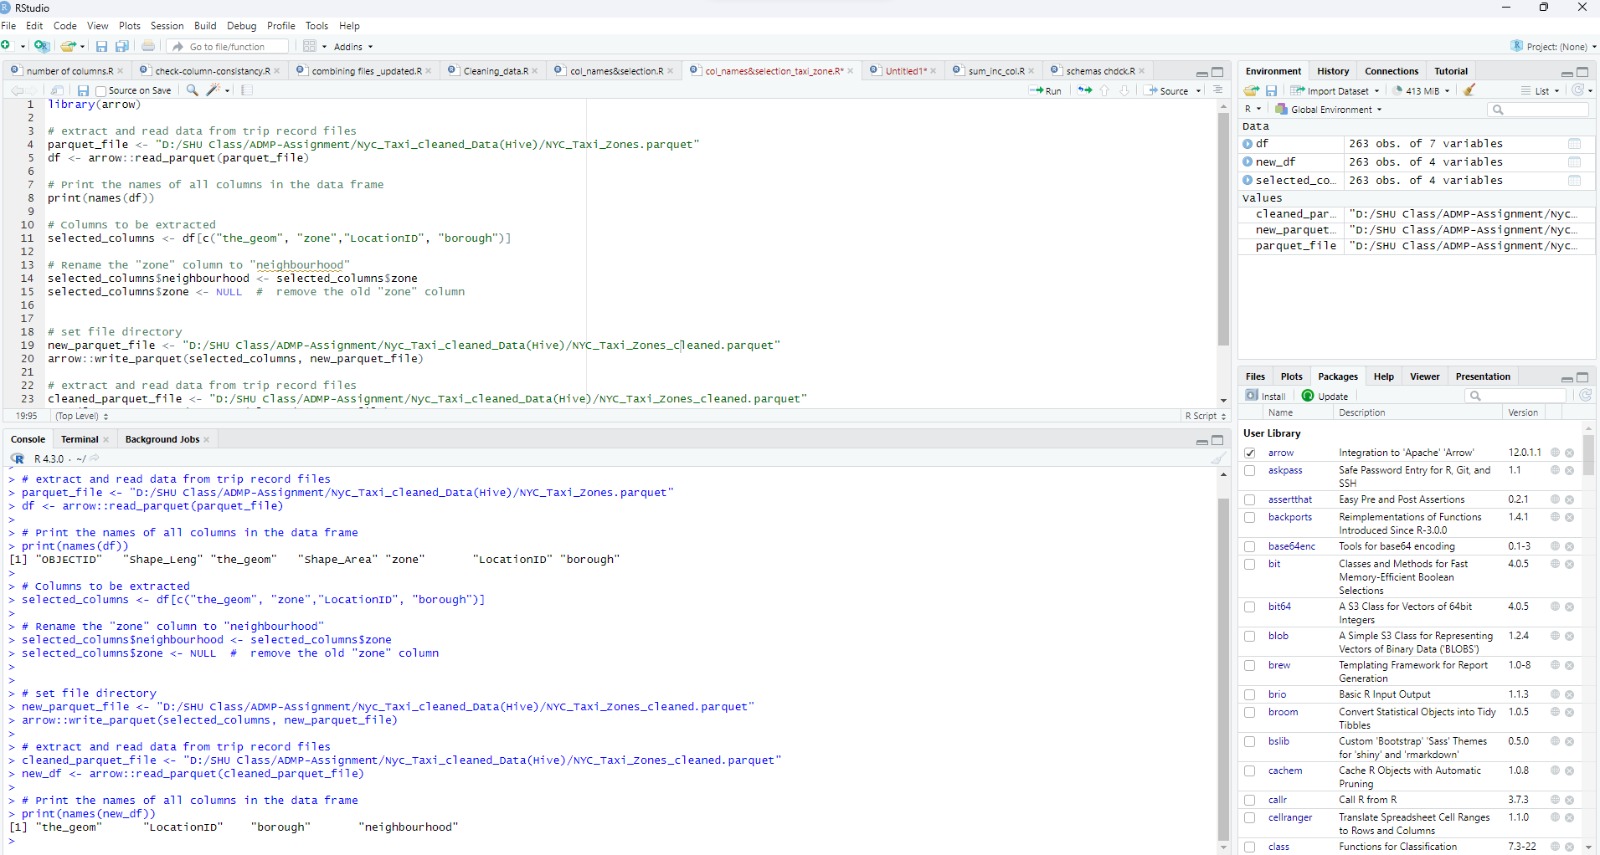 RStudio
File Edit Code View Plots Session Build Debug Profile Tools Help
Go to file/function Addins Project: (None)
number of columns.R check-column-consistancy.R combining files _updated.R Cleaning_data.R col_names&selection.R col_names&selection_taxi_zone.R* Untitled1* sum_inc_col.R schemas chdck.R
Source on Save Run Source
1 library(arrow)
2
3 # extract and read data from trip record files
4 parquet_file <- "D:/SHU Class/ADMP-Assignment/Nyc_Taxi_cleaned_Data(Hive)/NYC_Taxi_Zones.parquet"
5 df <- arrow::read_parquet(parquet_file)
6
7 # Print the names of all columns in the data frame
8 print(names(df))
9
10 # Columns to be extracted
11 selected_columns <- df[c("the_geom", "zone","LocationID", "borough")]
12
13 # Rename the "zone" column to "neighbourhood"
14 selected_columns$neighbourhood <- selected_columns$zone
15 selected_columns$zone <- NULL # remove the old "zone" column
16
17
18 # set file directory
19 new_parquet_file <- "D:/SHU Class/ADMP-Assignment/Nyc_Taxi_cleaned_Data(Hive)/NYC_Taxi_Zones_cleaned.parquet"
20 arrow::write_parquet(selected_columns, new_parquet_file)
21
22 # extract and read data from trip record files
23 cleaned_parquet_file <- "D:/SHU Class/ADMP-Assignment/Nyc_Taxi_cleaned_Data(Hive)/NYC_Taxi_Zones_cleaned.parquet"
19:95 (Top Level) R Script
Console Terminal Background Jobs
R 4.3.0 · ~/
> # extract and read data from trip record files
> parquet_file <- "D:/SHU Class/ADMP-Assignment/Nyc_Taxi_cleaned_Data(Hive)/NYC_Taxi_Zones.parquet"
> df <- arrow::read_parquet(parquet_file)
>
> # Print the names of all columns in the data frame
> print(names(df))
[1] "OBJECTID" "Shape_Leng" "the_geom" "Shape_Area" "zone" "LocationID" "borough"
>
> # Columns to be extracted
> selected_columns <- df[c("the_geom", "zone","LocationID", "borough")]
>
> # Rename the "zone" column to "neighbourhood"
> selected_columns$neighbourhood <- selected_columns$zone
> selected_columns$zone <- NULL # remove the old "zone" column
>
>
> # set file directory
> new_parquet_file <- "D:/SHU Class/ADMP-Assignment/Nyc_Taxi_cleaned_Data(Hive)/NYC_Taxi_Zones_cleaned.parquet"
> arrow::write_parquet(selected_columns, new_parquet_file)
>
> # extract and read data from trip record files
> cleaned_parquet_file <- "D:/SHU Class/ADMP-Assignment/Nyc_Taxi_cleaned_Data(Hive)/NYC_Taxi_Zones_cleaned.parquet"
> new_df <- arrow::read_parquet(cleaned_parquet_file)
>
> # Print the names of all columns in the data frame
> print(names(new_df))
[1] "the_geom" "LocationID" "borough" "neighbourhood"
>
Environment History Connections Tutorial
Import Dataset 413 MiB List
R Global Environment
Data
df 263 obs. of 7 variables
new_df 263 obs. of 4 variables
selected_co… 263 obs. of 4 variables
Values
cleaned_par… "D:/SHU Class/ADMP-Assignment/Nyc…
new_parquet… "D:/SHU Class/ADMP-Assignment/Nyc…
parquet_file "D:/SHU Class/ADMP-Assignment/Nyc…
Files Plots Packages Help Viewer Presentation
Install Update
Name Description Version
User Library
arrow Integration to 'Apache' 'Arrow' 12.0.1.1
askpass Safe Password Entry for R, Git, and 1.1
SSH
assertthat Easy Pre and Post Assertions 0.2.1
backports Reimplementations of Functions 1.4.1
Introduced Since R-3.0.0
base64enc Tools for base64 encoding 0.1-3
bit Classes and Methods for Fast 4.0.5
Memory-Efficient Boolean
Selections
bit64 A S3 Class for Vectors of 64bit 4.0.5
Integers
blob A Simple S3 Class for Representing 1.2.4
Vectors of Binary Data ('BLOBS')
brew Templating Framework for Report 1.0-8
Generation
brio Basic R Input Output 1.1.3
broom Convert Statistical Objects into Tidy 1.0.5
Tibbles
bslib Custom 'Bootstrap' 'Sass' Themes 0.5.0
for 'shiny' and 'rmarkdown'
cachem Cache R Objects with Automatic 1.0.8
Pruning
callr Call R from R 3.7.3
cellranger Translate Spreadsheet Cell Ranges 1.1.0
to Rows and Columns
class Functions for Classification 7.3-22